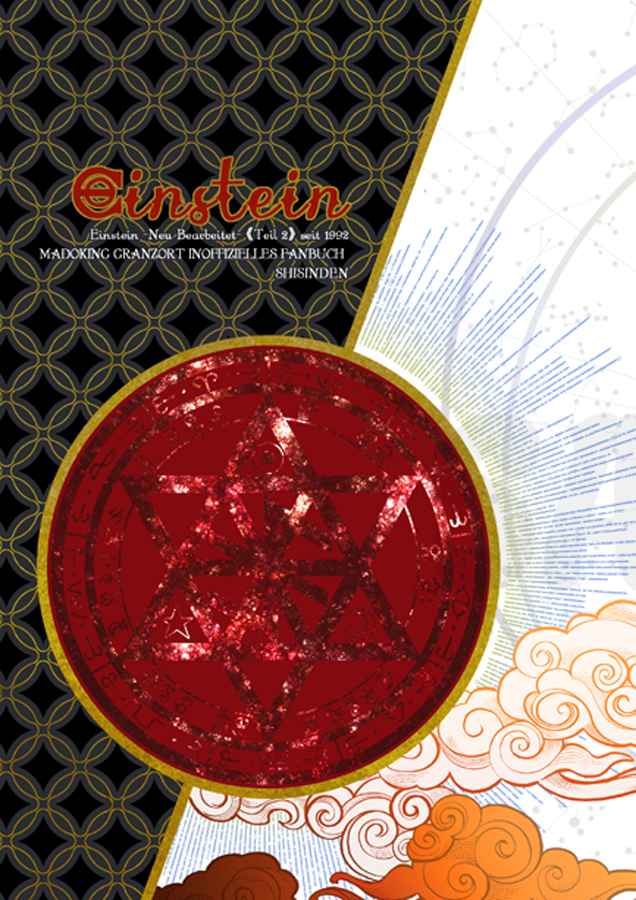 Einstein
Einstein -Neu Bearbeitet-《Teil 2》 seit 1992
MADOKING GRANZORT INOFFIZIELLES FANBUCH
SHISINDEN